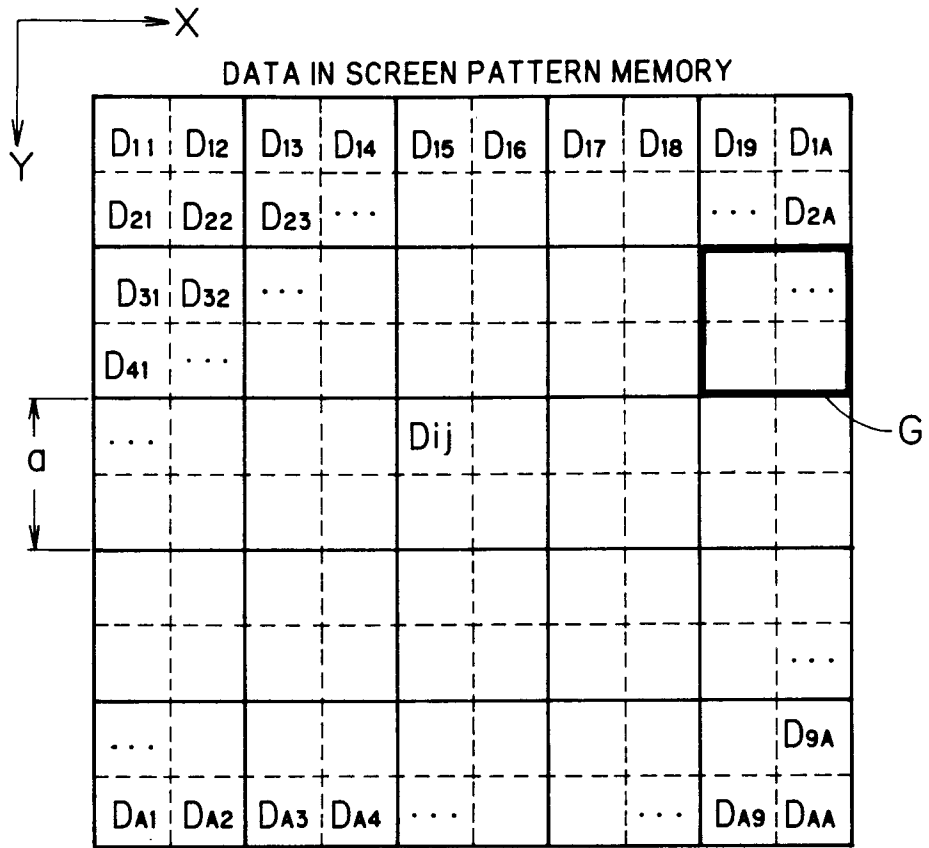 X
Y
DATA IN SCREEN PATTERN MEMORY
D11 D12 D13 D14 D15 D16 D17 D18 D19 D1A
D21 D22 D23 ... ... D2A
D31 D32 ... ...
D41 ...
G
a
... Dij
...
... D9A
DA1 DA2 DA3 DA4 ... ... DA9 DAA